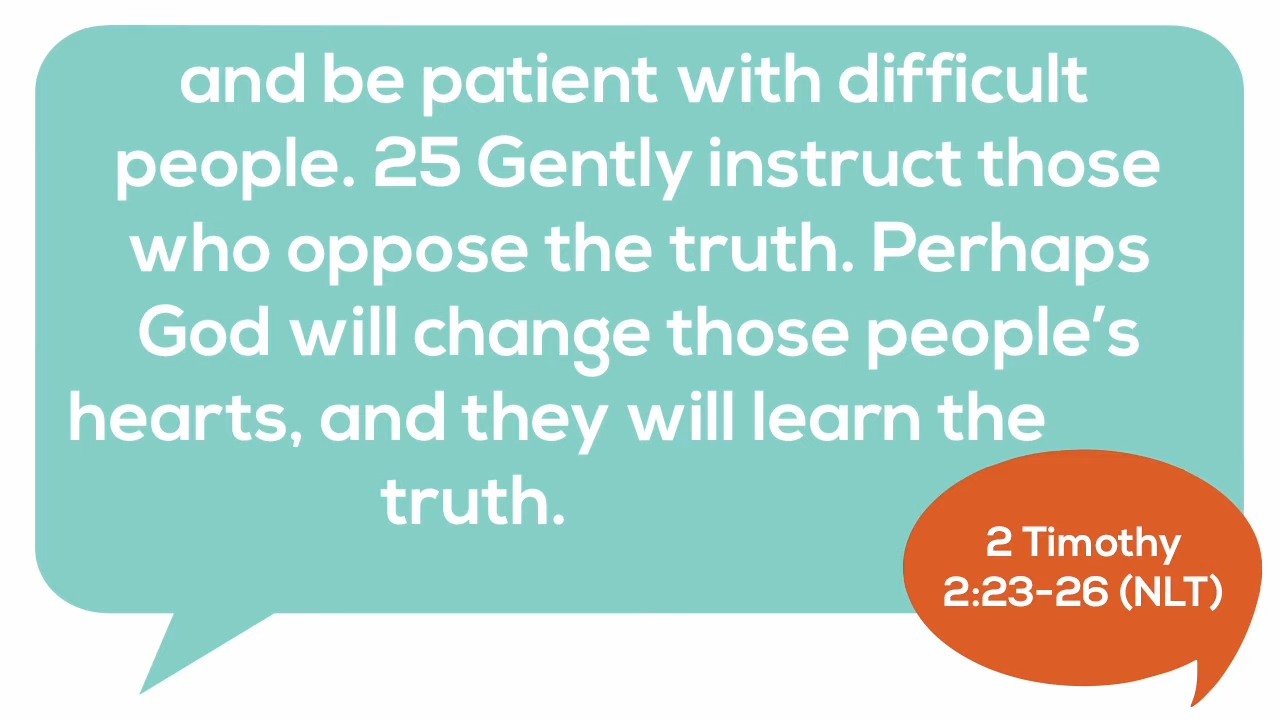 and be patient with difficult
people. 25 Gently instruct those
who oppose the truth. Perhaps
God will change those people’s
hearts, and they will learn the
truth.
2 Timothy
2:23-26 (NLT)